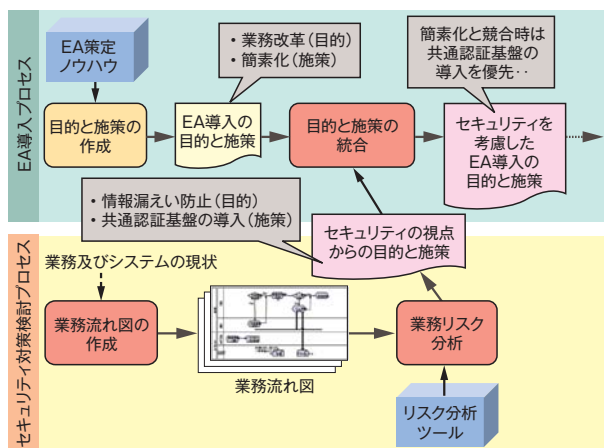 EA導入プロセス
EA策定
ノウハウ
・業務改革（目的）
・簡素化（施策）
簡素化と競合時は
共通認証基盤の
導入を優先‥
目的と施策の
作成
EA導入の
目的と施策
目的と施策の
統合
セキュリティを
考慮した
EA導入の
目的と施策
・情報漏えい防止（目的）
・共通認証基盤の導入（施策）
セキュリティの視点
からの目的と施策
セキュリティ対策検討プロセス
業務及びシステムの現状
業務流れ図の
作成
業務流れ図
業務リスク
分析
リスク分析
ツール